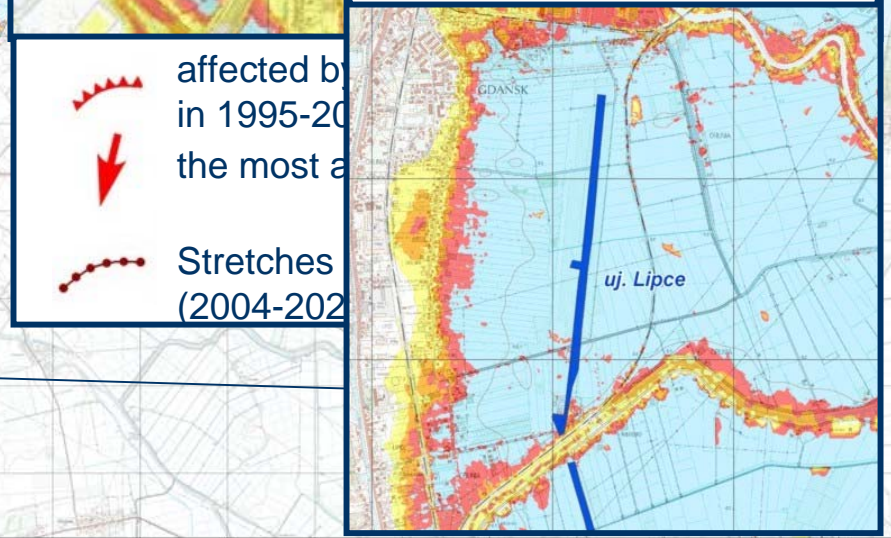 affected by
in 1995-20
the most a
Stretches
(2004-202
GDAŃSK
uj. Lipce